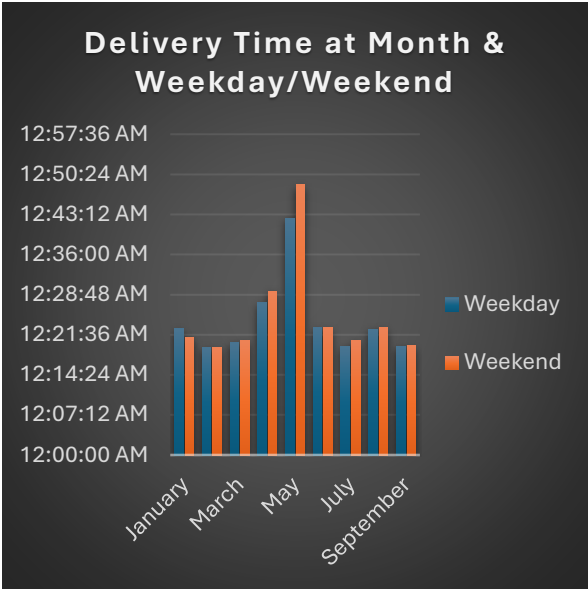 Delivery Time at Month &
Weekday/Weekend
12:57:36 AM
12:50:24 AM
12:43:12 AM
12:36:00 AM
12:28:48 AM
12:21:36 AM
12:14:24 AM
12:07:12 AM
12:00:00 AM
Weekday
Weekend
January
March
May
July
September